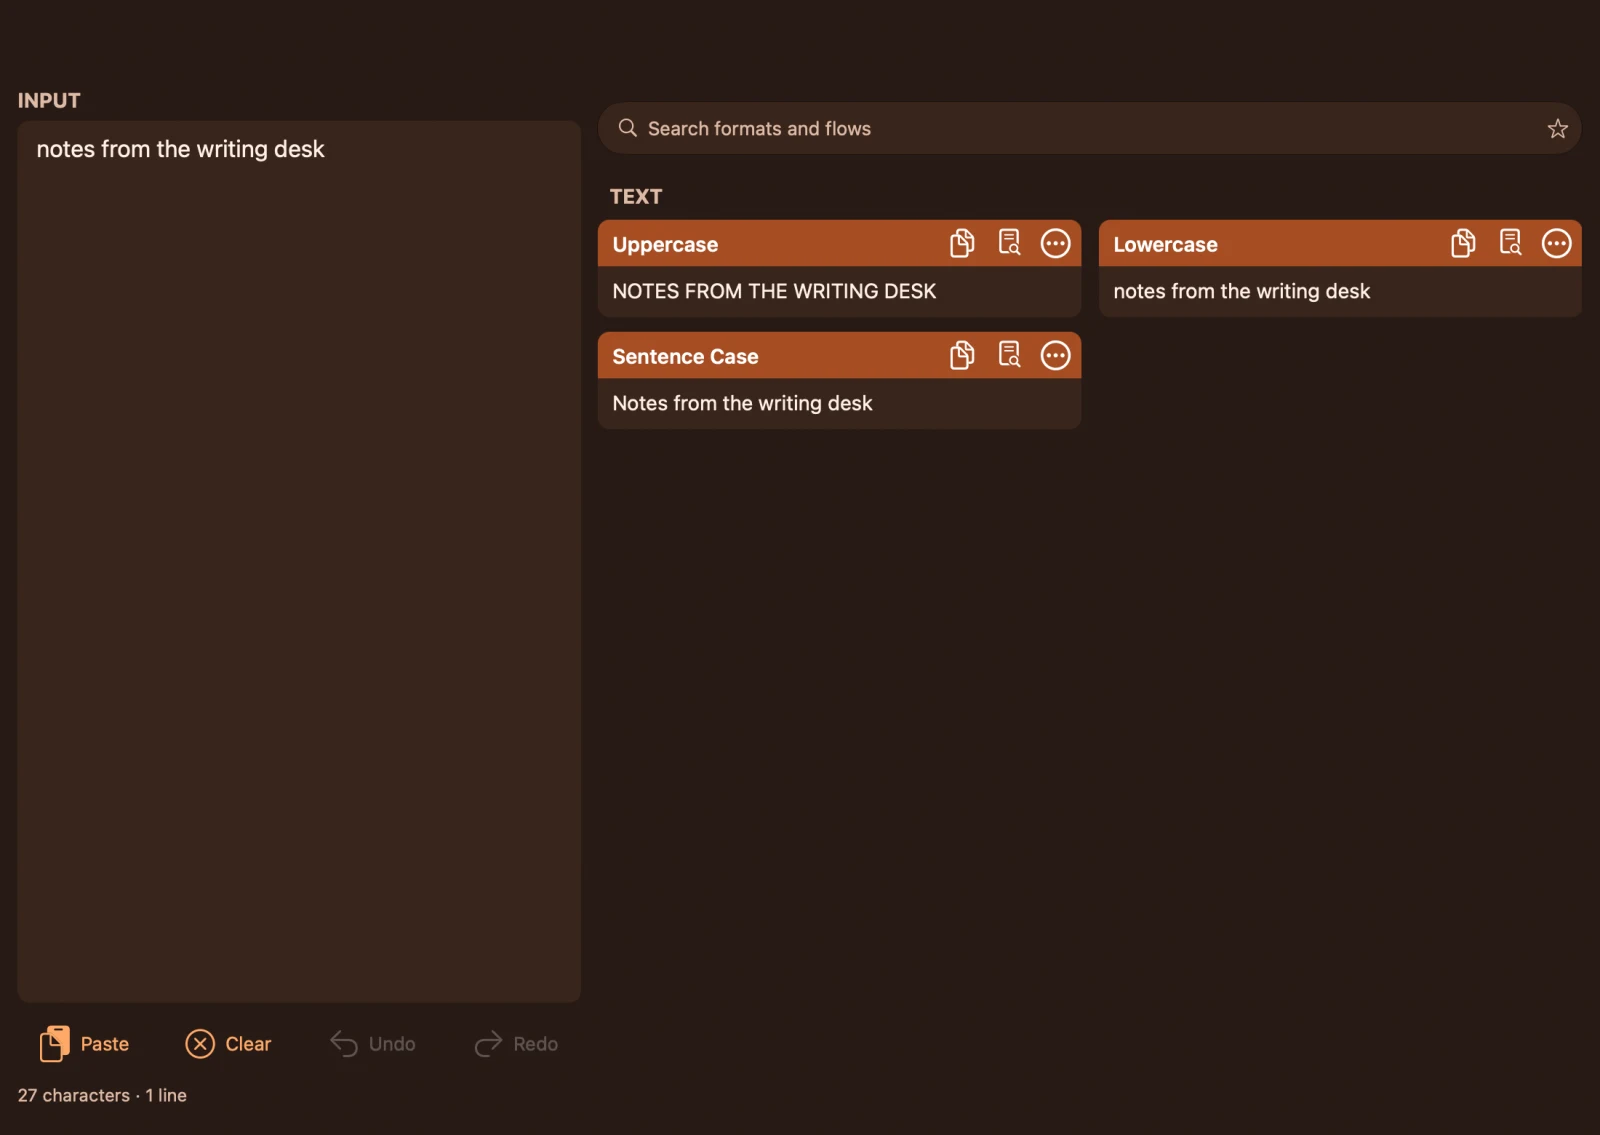 INPUT
notes from the writing desk
Search formats and flows
TEXT
Uppercase
NOTES FROM THE WRITING DESK
Lowercase
notes from the writing desk
Sentence Case
Notes from the writing desk
Paste
Clear
Undo
Redo
27 characters · 1 line